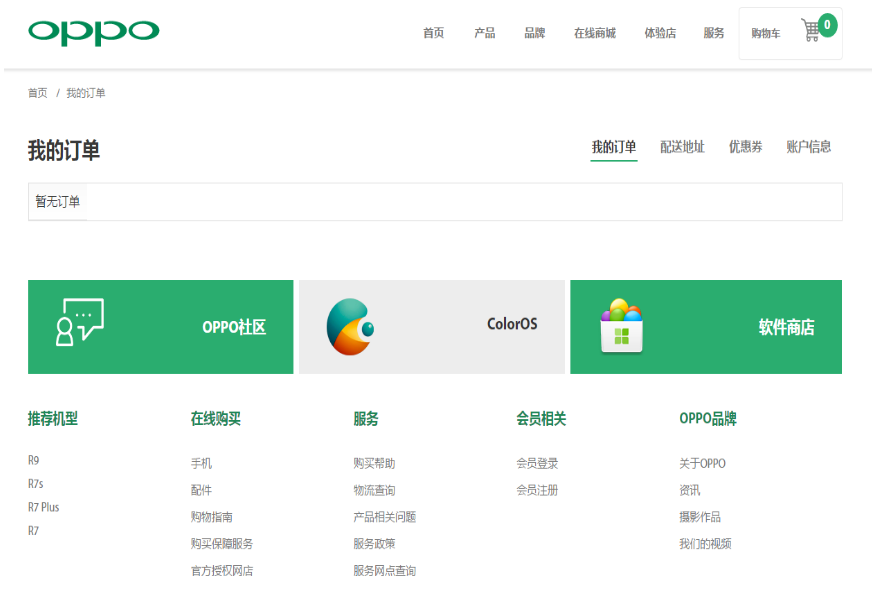 oppo
首页 产品 品牌 在线商城 体验店 服务 购物车 0
首页 / 我的订单
我的订单
我的订单 配送地址 优惠券 账户信息
暂无订单
OPPO社区 ColorOS 软件商店
推荐机型 在线购买 服务 会员相关 OPPO品牌
R9
R7s
R7 Plus
R7
手机
配件
购物指南
购买保障服务
官方授权网店
购买帮助
物流查询
产品相关问题
服务政策
服务网点查询
会员登录
会员注册
关于OPPO
资讯
摄影作品
我们的视频